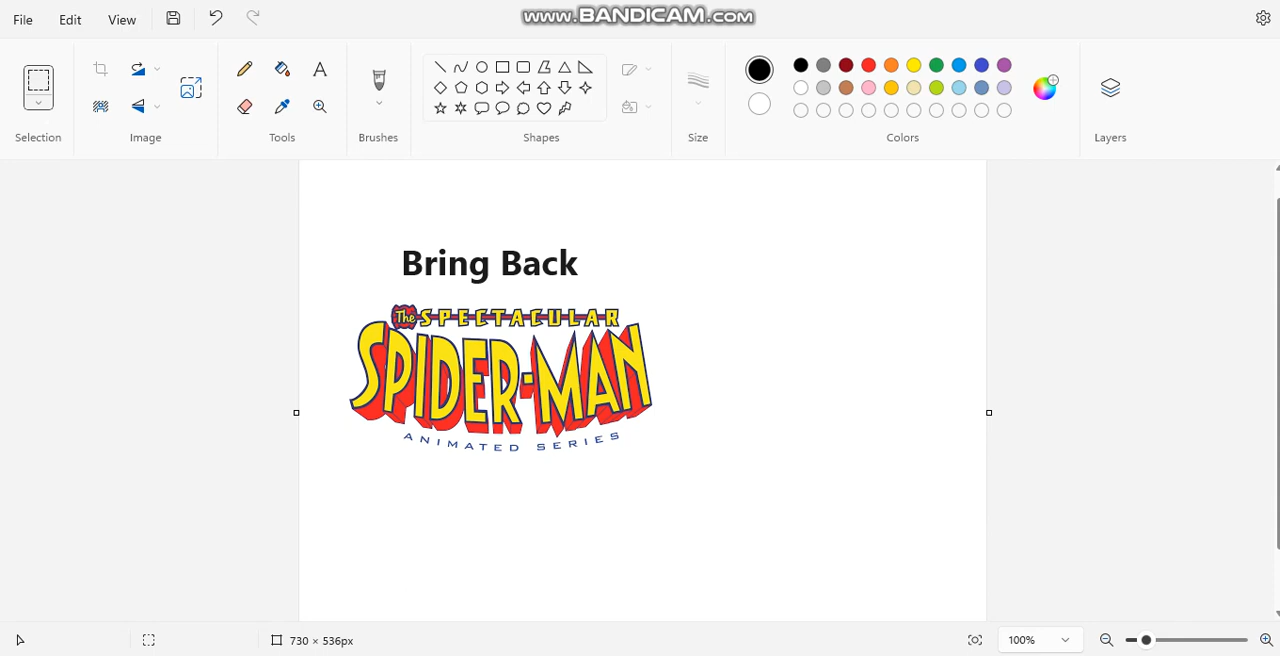 www.BANDICAM.com
File Edit View
Selection Image Tools Brushes Shapes Size Colors Layers
Bring Back
The SPECTACULAR
SPIDER-MAN
ANIMATED SERIES
730 × 536px 100%